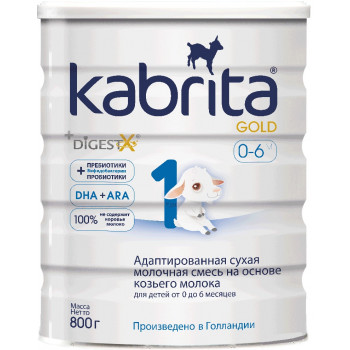 kabrita
GOLD
+DIGESTX
0-6
ПРЕБИОТИКИ
+ Бифидобактерии
ПРОБИОТИКИ
DHA + ARA
100% не содержит
коровье
молоко
1
Адаптированная сухая
молочная смесь на основе
козьего молока
для детей от 0 до 6 месяцев
Масса
Нетто
800г
Произведено в Голландии